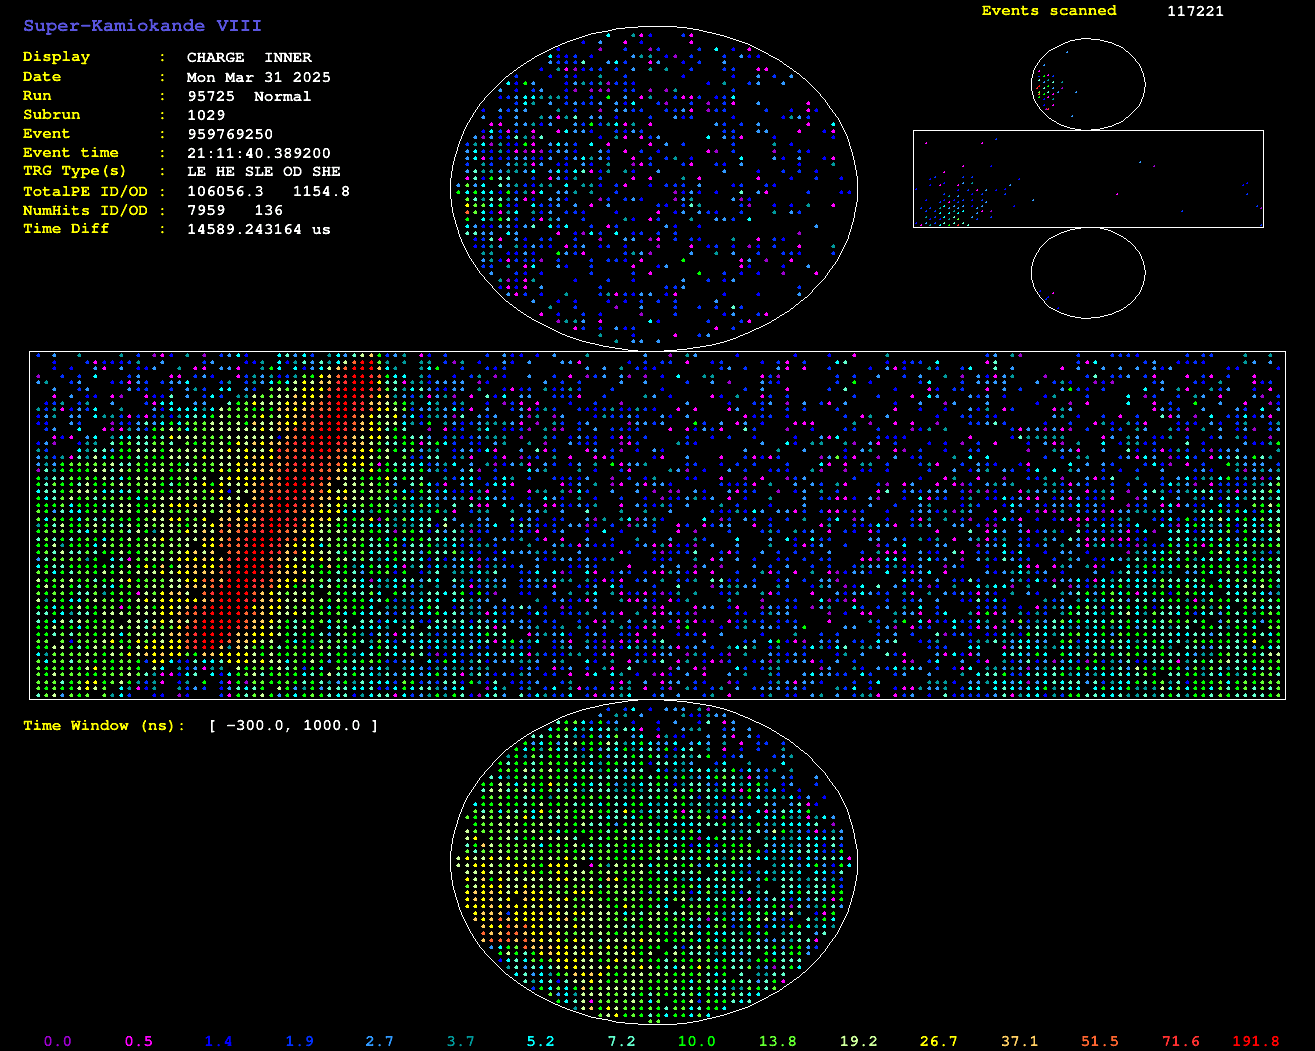 Super-Kamiokande VIII
Events scanned 117221
Display : CHARGE INNER
Date : Mon Mar 31 2025
Run : 95725 Normal
Subrun : 1029
Event : 959769250
Event time : 21:11:40.389200
TRG Type(s) : LE HE SLE OD SHE
TotalPE ID/OD : 106056.3 1154.8
NumHits ID/OD : 7959 136
Time Diff : 14589.243164 us
Time Window (ns): [ -300.0, 1000.0 ]
0.0 0.5 1.4 1.9 2.7 3.7 5.2 7.2 10.0 13.8 19.2 26.7 37.1 51.5 71.6 191.8